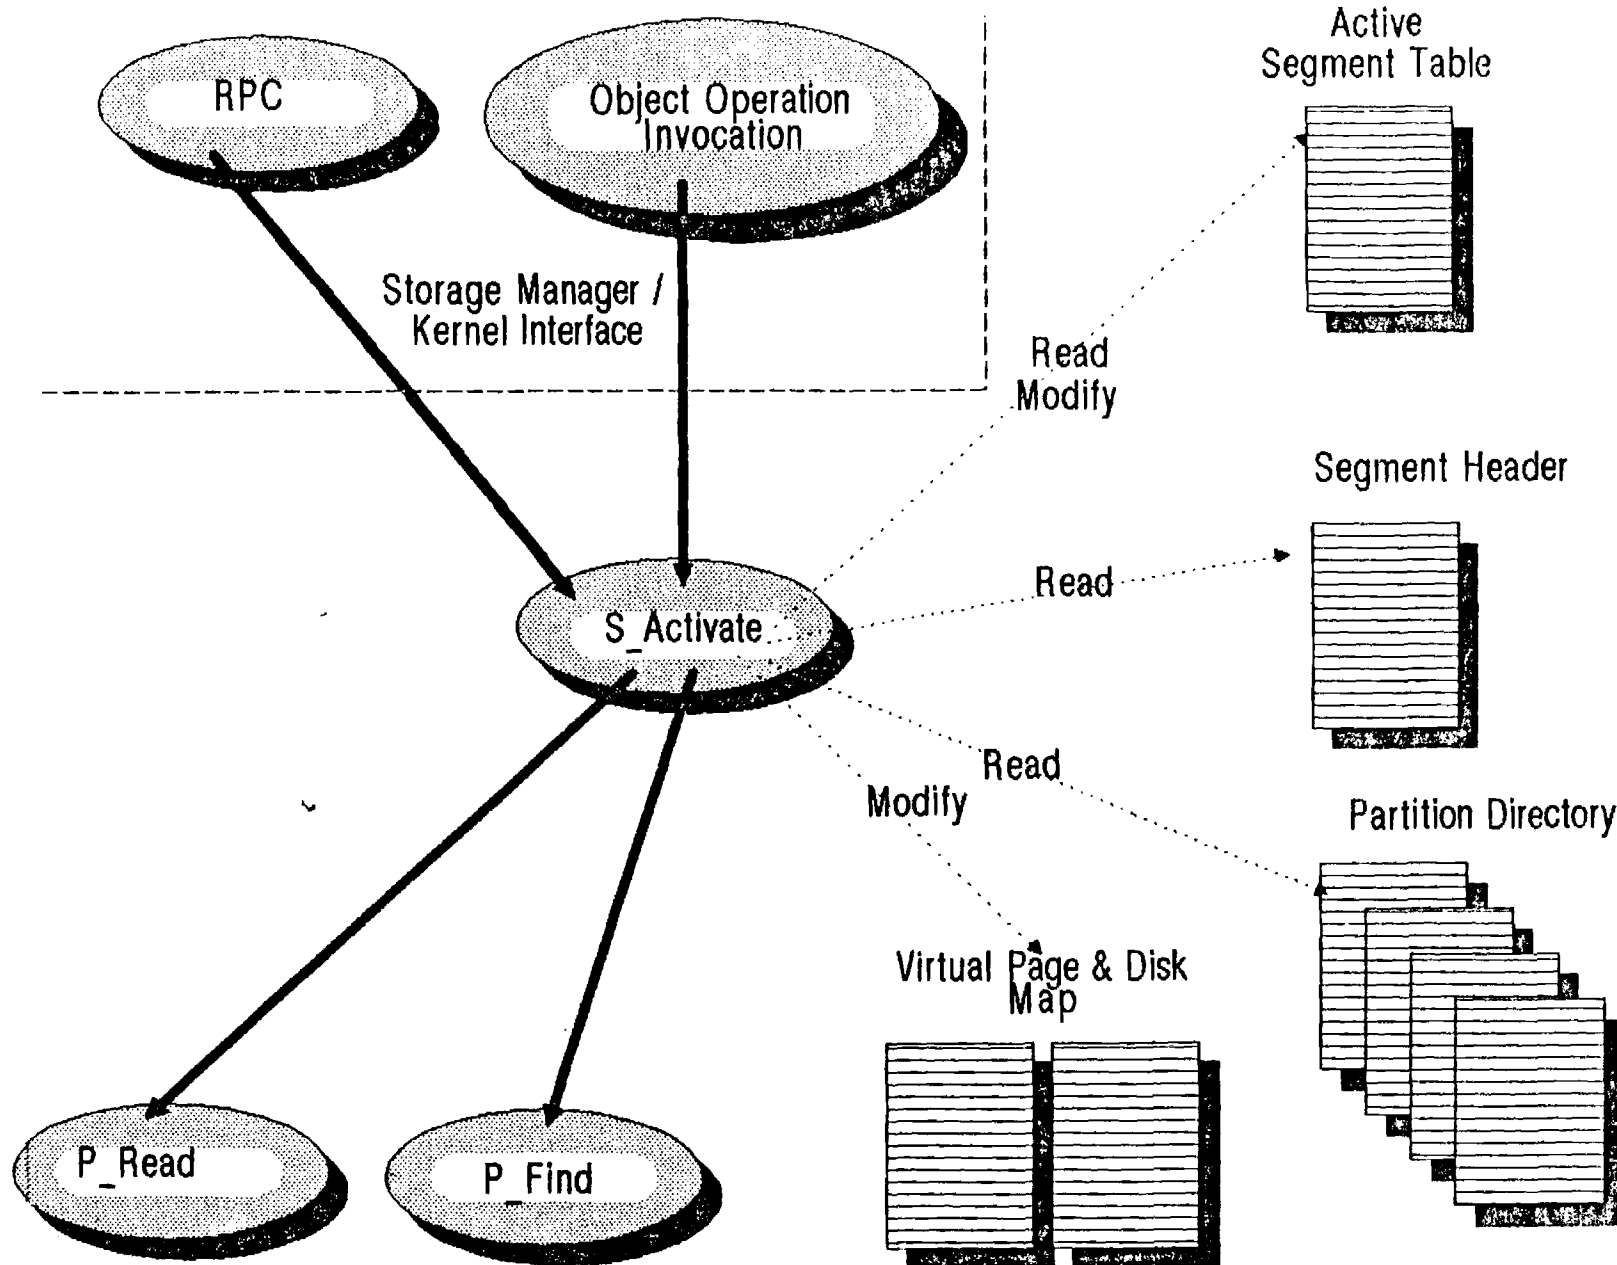 Active
Segment Table
RPC
Object Operation
Invocation
Storage Manager /
Kernel Interface
Read
Modify
Segment Header
Read
S_Activate
Read
Modify
Partition Directory
Virtual Page & Disk
Map
P_Read
P_Find